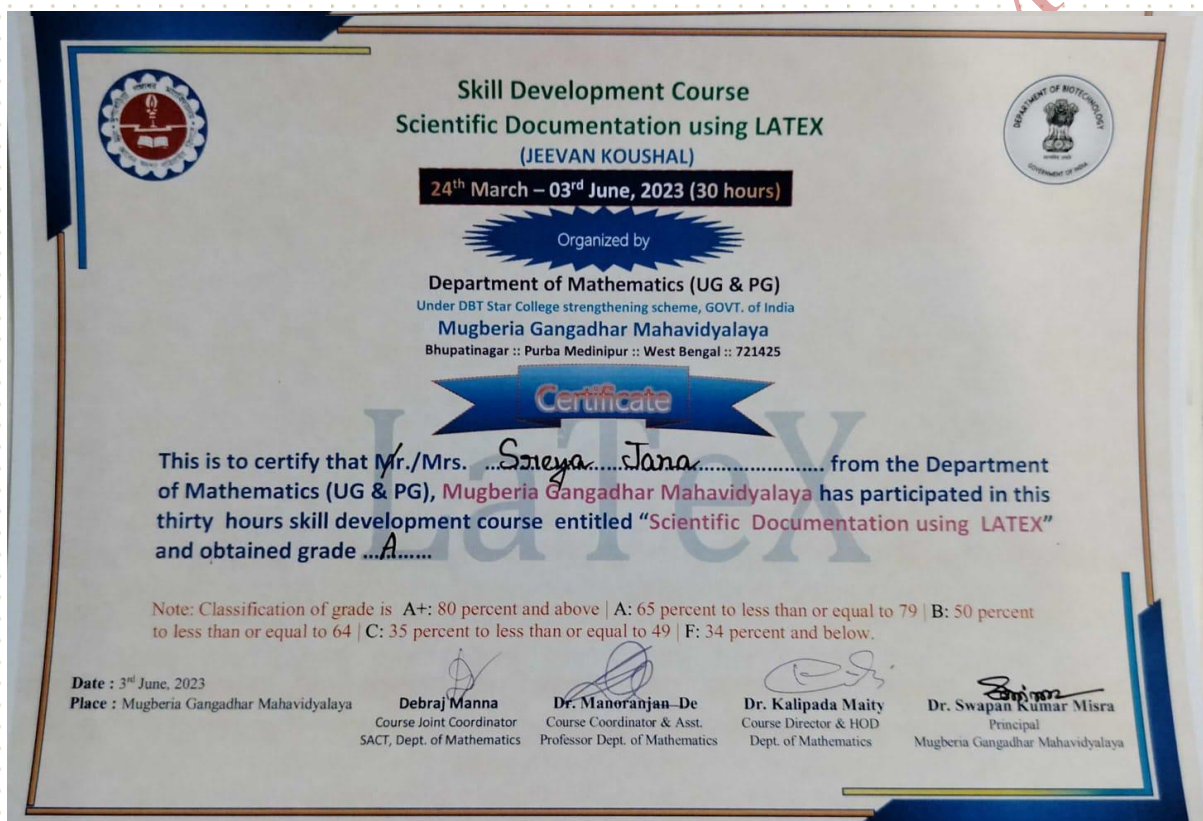 Skill Development Course
Scientific Documentation using LATEX
(JEEVAN KOUSHAL)
24th March – 03rd June, 2023 (30 hours)
Organized by
Department of Mathematics (UG & PG)
Under DBT Star College strengthening scheme, GOVT. of India
Mugberia Gangadhar Mahavidyalaya
Bhupatinagar :: Purba Medinipur :: West Bengal :: 721425
DEPARTMENT OF BIOTECHNOLOGY
GOVERNMENT OF INDIA
Certificate
LaTeX
This is to certify that Mr./Mrs. ...Sreya.....Jana...................... from the Department
of Mathematics (UG & PG), Mugberia Gangadhar Mahavidyalaya has participated in this
thirty hours skill development course entitled “Scientific Documentation using LATEX”
and obtained grade ...A......
Note: Classification of grade is A+: 80 percent and above | A: 65 percent to less than or equal to 79 | B: 50 percent
to less than or equal to 64 | C: 35 percent to less than or equal to 49 | F: 34 percent and below.
Date : 3rd June, 2023
Place : Mugberia Gangadhar Mahavidyalaya
Debraj Manna
Course Joint Coordinator
SACT, Dept. of Mathematics
Dr. Manoranjan De
Course Coordinator & Asst.
Professor Dept. of Mathematics
Dr. Kalipada Maity
Course Director & HOD
Dept. of Mathematics
Dr. Swapan Kumar Misra
Principal
Mugberia Gangadhar Mahavidyalaya